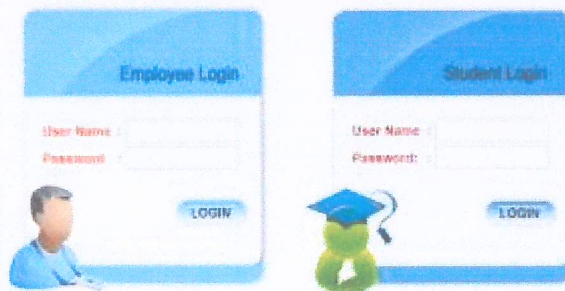 Employee Login
User Name :
Password :
LOGIN
Student Login
User Name :
Password: :
LOGIN